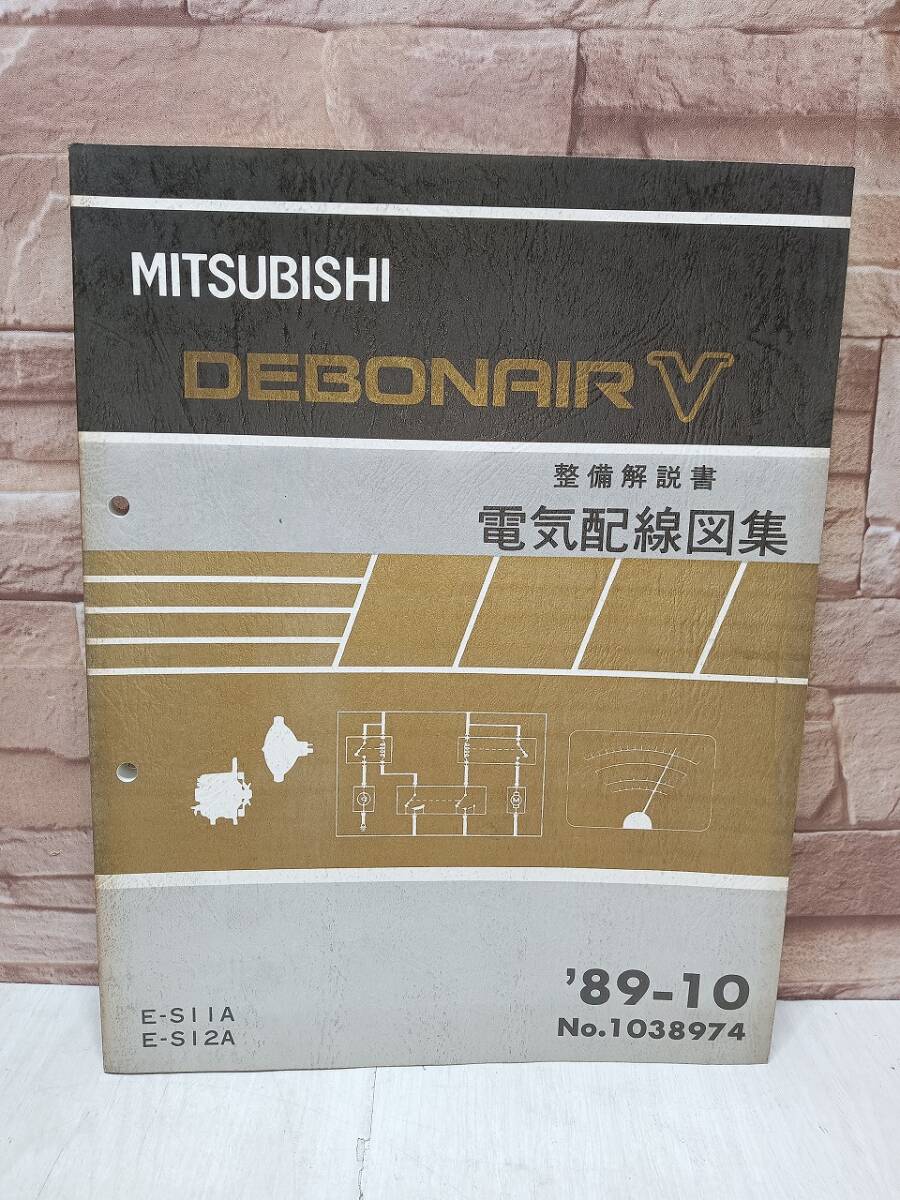 MITSUBISHI
DEBONAIR V
整備解説書
電気配線図集
M
'89-10
No.1038974
E-S11A
E-S12A